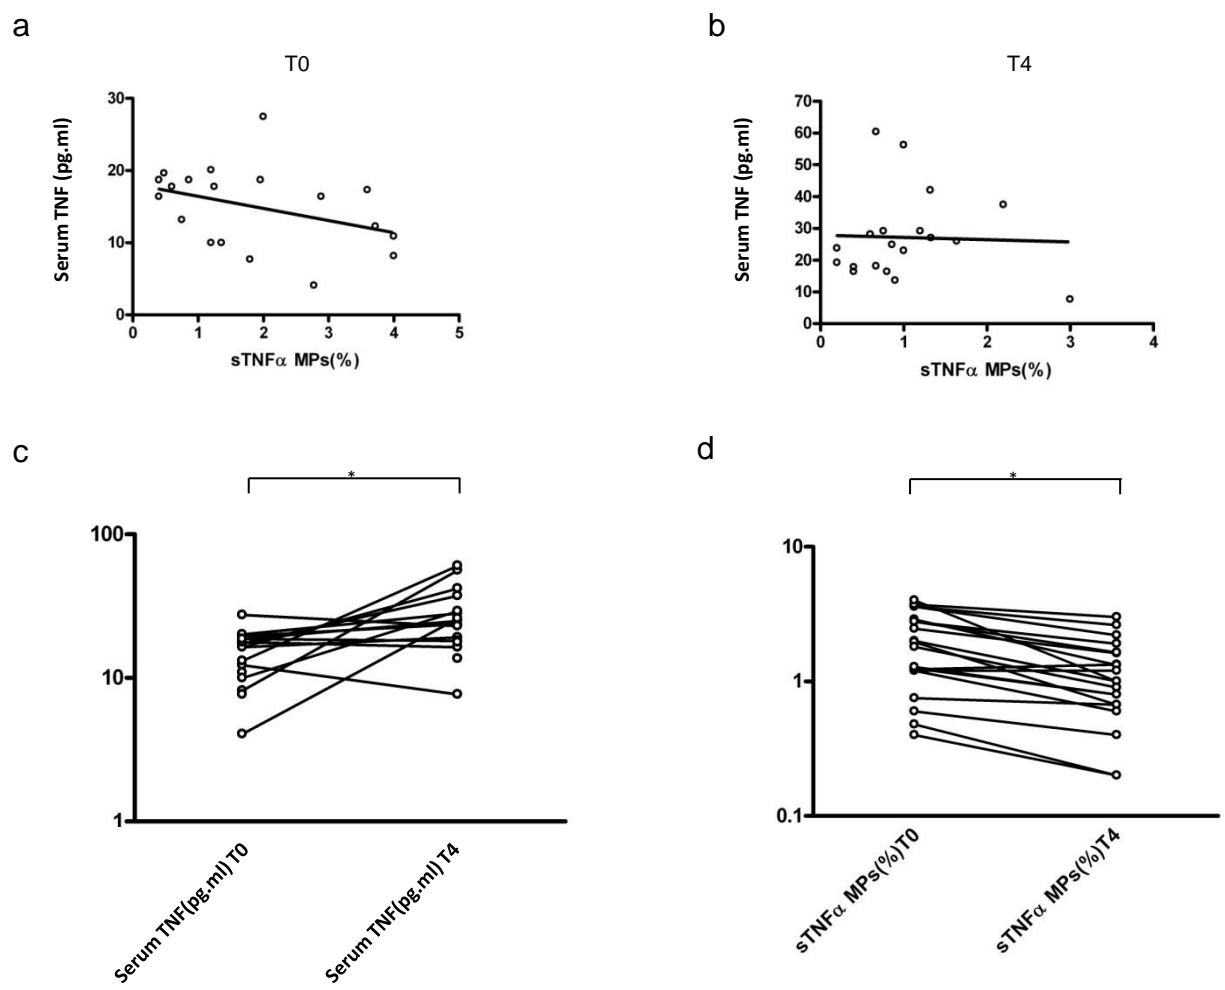 a
T0
30
20
10
0
Serum TNF (pg.ml)
0 1 2 3 4 5
sTNFα MPs(%)
b
T4
70
60
50
40
30
20
10
0
Serum TNF (pg.ml)
0 1 2 3 4
sTNFα MPs(%)
c
*
100
10
1
Serum TNF(pg.ml) T0
Serum TNF(pg.ml) T4
d
*
10
1
0.1
sTNFα MPs(%)T0
sTNFα MPs(%)T4